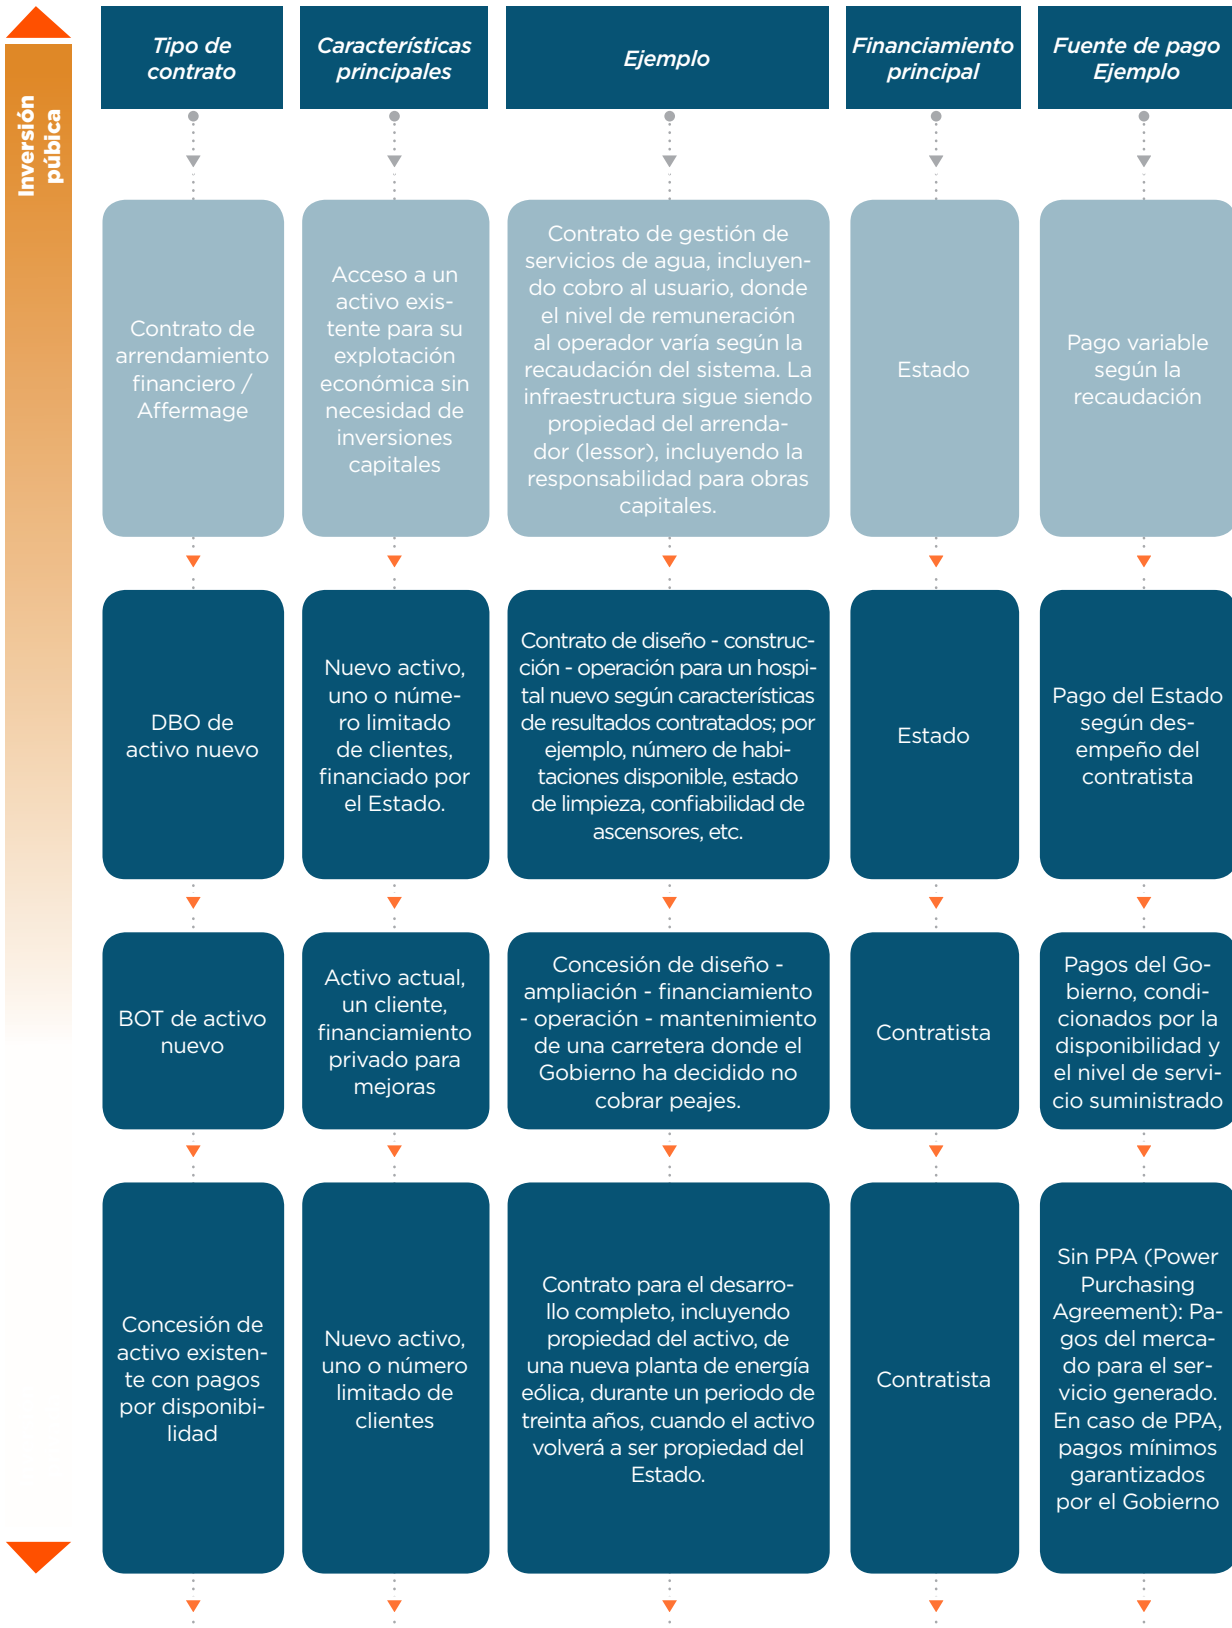 Inversión
púbica
Tipo de
contrato
Características
principales
Ejemplo
Financiamiento
principal
Fuente de pago
Ejemplo
Contrato de
arrendamiento
financiero /
Affermage
Acceso a un
activo exis-
tente para su
explotación
económica sin
necesidad de
inversiones
capitales
Contrato de gestión de
servicios de agua, incluyen-
do cobro al usuario, donde
el nivel de remuneración
al operador varía según la
recaudación del sistema. La
infraestructura sigue siendo
propiedad del arrenda-
dor (lessor), incluyendo la
responsabilidad para obras
capitales.
Estado
Pago variable
según la
recaudación
DBO de
activo nuevo
Nuevo activo,
uno o núme-
ro limitado
de clientes,
financiado por
el Estado.
Contrato de diseño - construc-
ción - operación para un hospi-
tal nuevo según características
de resultados contratados; por
ejemplo, número de habi-
taciones disponible, estado
de limpieza, confiabilidad de
ascensores, etc.
Estado
Pago del Estado
según des-
empeño del
contratista
BOT de activo
nuevo
Activo actual,
un cliente,
financiamiento
privado para
mejoras
Concesión de diseño -
ampliación - financiamiento
- operación - mantenimiento
de una carretera donde el
Gobierno ha decidido no
cobrar peajes.
Contratista
Pagos del Go-
bierno, condi-
cionados por la
disponibilidad y
el nivel de servi-
cio suministrado
Concesión de
activo existen-
te con pagos
por disponibi-
lidad
Nuevo activo,
uno o número
limitado de
clientes
Contrato para el desarro-
llo completo, incluyendo
propiedad del activo, de
una nueva planta de energía
eólica, durante un periodo de
treinta años, cuando el activo
volverá a ser propiedad del
Estado.
Contratista
Sin PPA (Power
Purchasing
Agreement): Pa-
gos del merca-
do para el ser-
vicio generado.
En caso de PPA,
pagos mínimos
garantizados
por el Gobierno